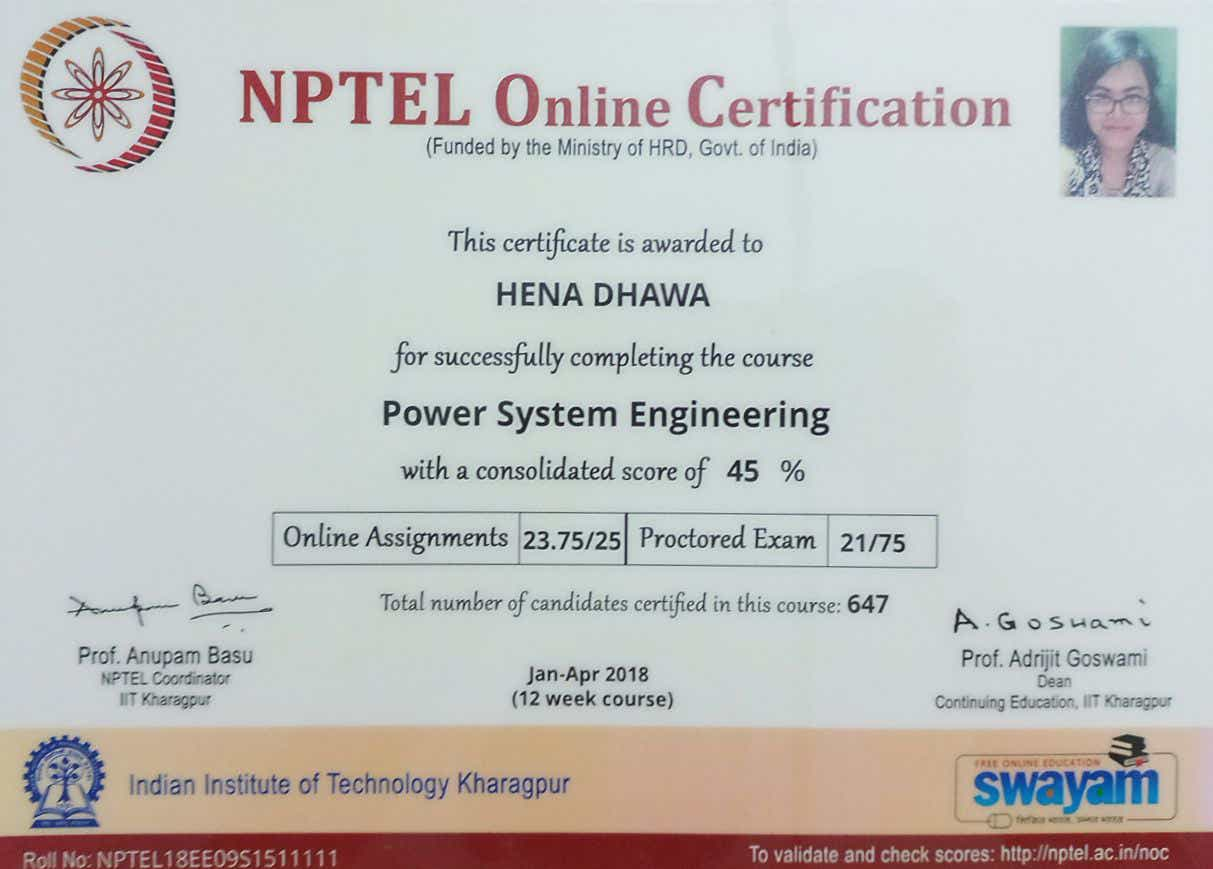 NPTEL Online Certification
(Funded by the Ministry of HRD, Govt. of India)
This certificate is awarded to
HENA DHAWA
for successfully completing the course
Power System Engineering
with a consolidated score of 45 %
Online Assignments 23.75/25 Proctored Exam 21/75
Total number of candidates certified in this course: 647
Prof. Anupam Basu
NPTEL Coordinator
IIT Kharagpur
Jan-Apr 2018
(12 week course)
A. Goswami
Prof. Adrijit Goswami
Dean
Continuing Education, IIT Kharagpur
Indian Institute of Technology Kharagpur
FREE ONLINE EDUCATION
swayam
Roll No: NPTEL18EE09S1511111
To validate and check scores: http://nptel.ac.in/noc